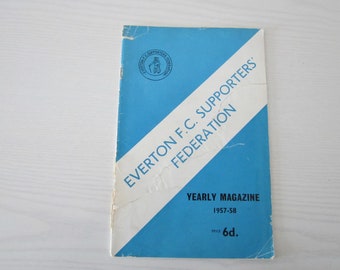 EVERTON F.C. SUPPORTERS'
FEDERATION
YEARLY MAGAZINE
1957-58
6d.